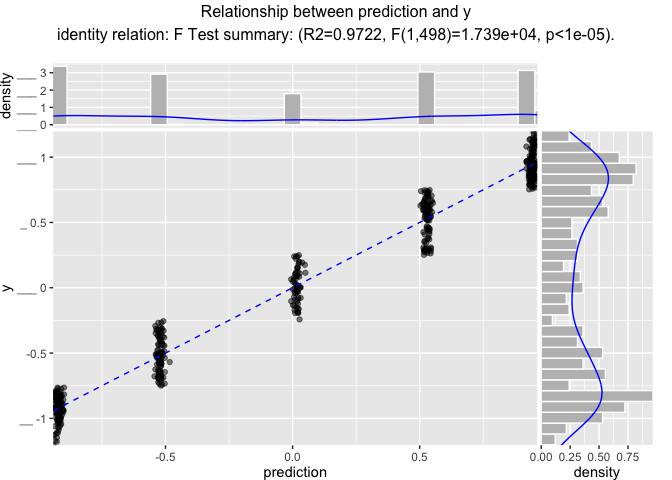 Relationship between prediction and y
identity relation: F Test summary: (R2=0.9722, F(1,498)=1.739e+04, p<1e-05).
density
3
2
1
0
y
1
0.5
0
-0.5
-1
-0.5
0.0
0.5
prediction
0.00
0.25
0.50
0.75
density